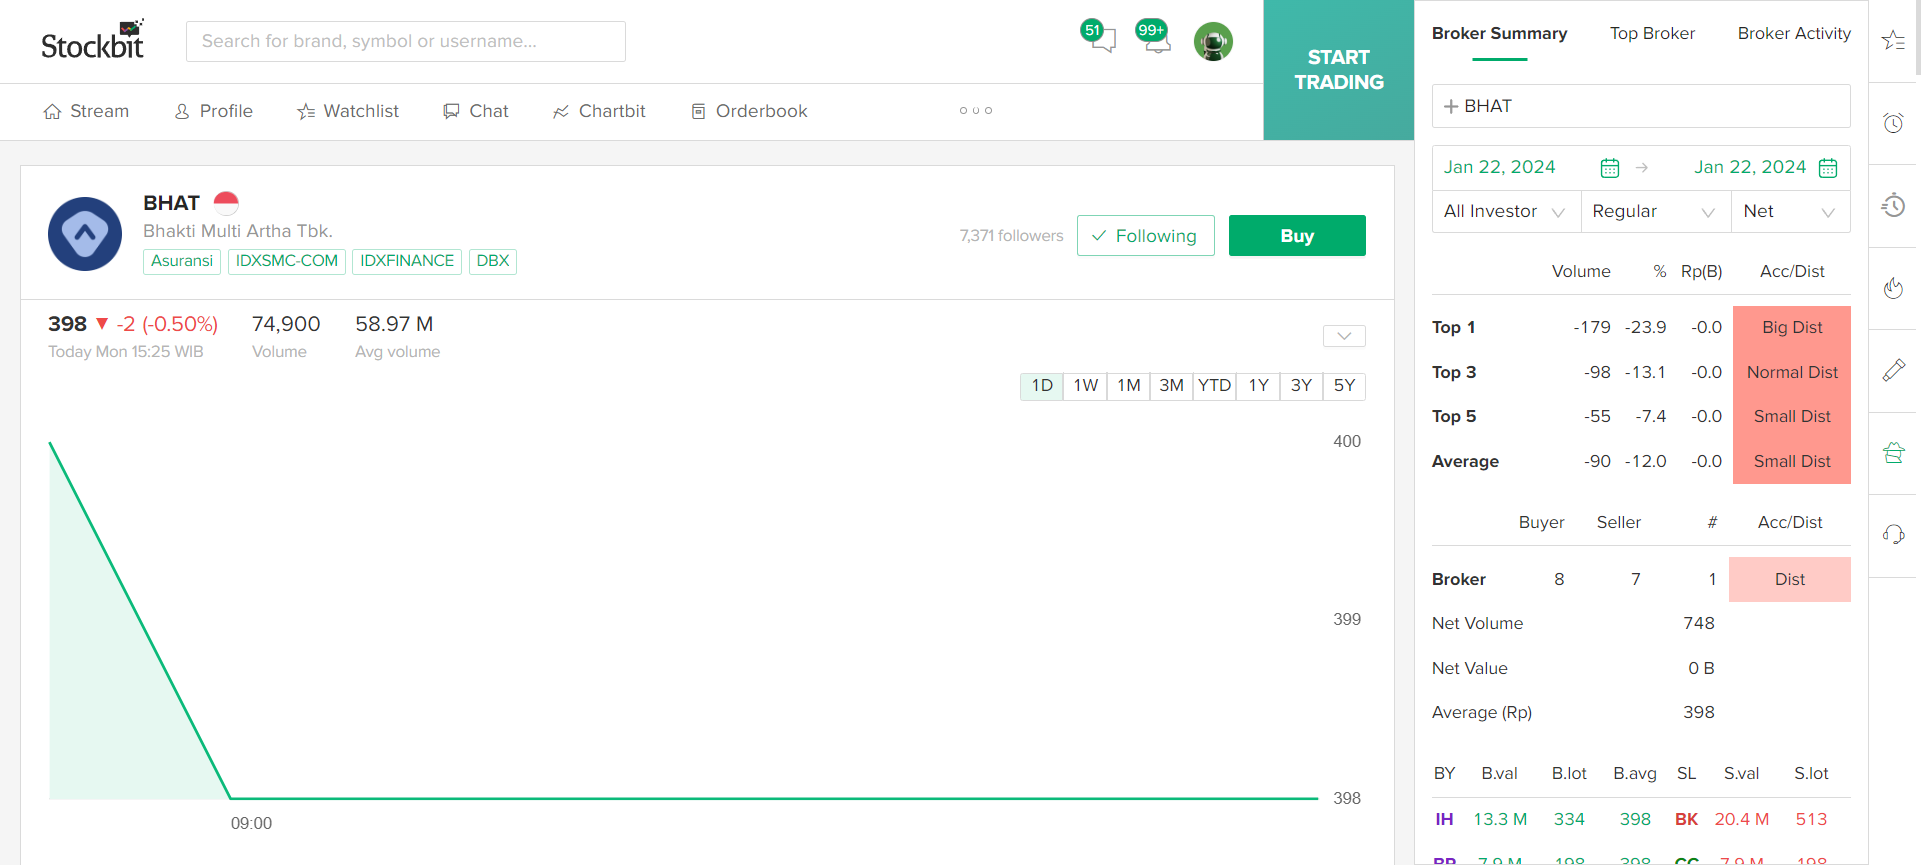 Stockbit
Search for brand, symbol or username...
51
99+
START
TRADING
Stream
Profile
Watchlist
Chat
Chartbit
Orderbook
BHAT
Bhakti Multi Artha Tbk.
Asuransi
IDXSMC-COM
IDXFINANCE
DBX
7,371 followers
Following
Buy
398 ▼ -2 (-0.50%)
Today Mon 15:25 WIB
74,900
Volume
58.97 M
Avg volume
1D 1W 1M 3M YTD 1Y 3Y 5Y
400
399
398
09:00
Broker Summary
Top Broker
Broker Activity
+ BHAT
Jan 22, 2024 → Jan 22, 2024
All Investor
Regular
Net
Volume % Rp(B) Acc/Dist
Top 1 -179 -23.9 -0.0 Big Dist
Top 3 -98 -13.1 -0.0 Normal Dist
Top 5 -55 -7.4 -0.0 Small Dist
Average -90 -12.0 -0.0 Small Dist
Buyer Seller # Acc/Dist
Broker 8 7 1 Dist
Net Volume 748
Net Value 0 B
Average (Rp) 398
BY B.val B.lot B.avg SL S.val S.lot
IH 13.3 M 334 398 BK 20.4 M 513
7.9 M 198 398 7.9 M 198